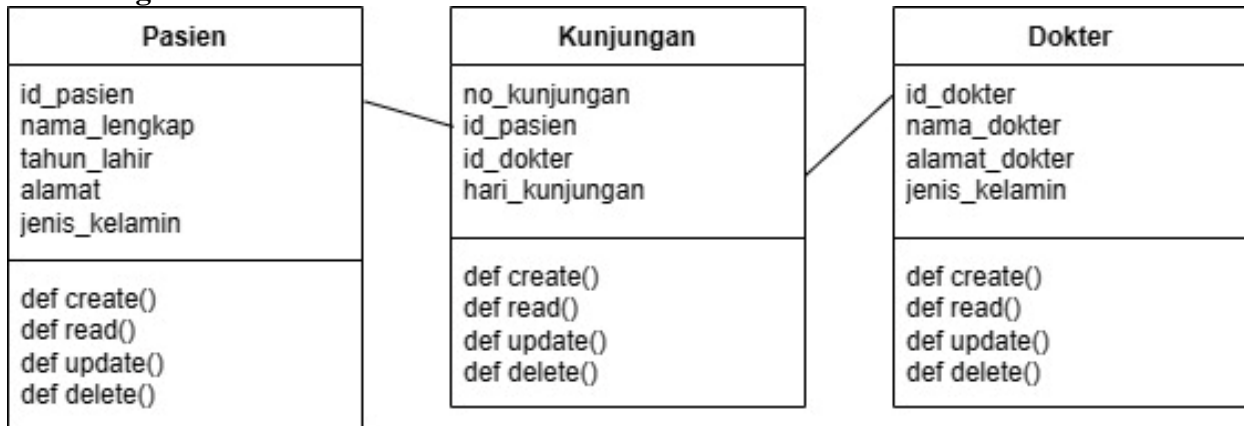 Pasien
id_pasien
nama_lengkap
tahun_lahir
alamat
jenis_kelamin
def create()
def read()
def update()
def delete()
Kunjungan
no_kunjungan
id_pasien
id_dokter
hari_kunjungan
def create()
def read()
def update()
def delete()
Dokter
id_dokter
nama_dokter
alamat_dokter
jenis_kelamin
def create()
def read()
def update()
def delete()